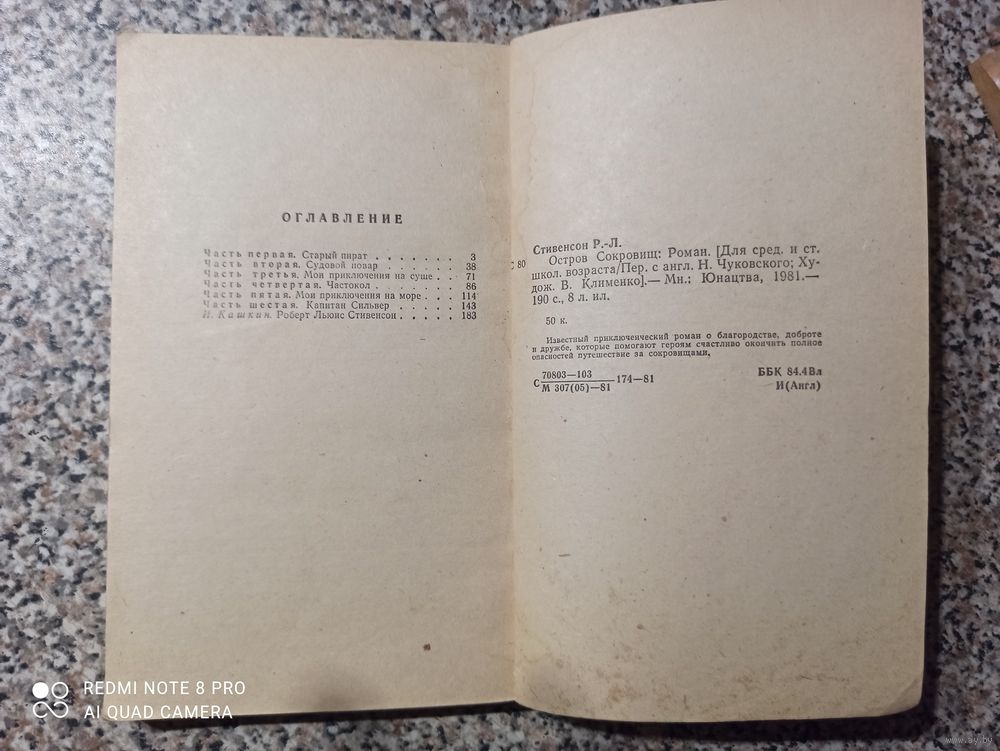 ОГЛАВЛЕНИЕ
Часть первая. Старый пират . . . . . . . 3
Часть вторая. Судовой повар . . . . . . 38
Часть третья. Мои приключения на суше . . 71
Часть четвертая. Частокол . . . . . . . 86
Часть пятая. Мои приключения на море . . . 114
Часть шестая. Капитан Сильвер . . . . . 143
И. Кашкин. Роберт Льюис Стивенсон . . . . . 183
Стивенсон Р.-Л.
С 80 Остров Сокровищ: Роман. [Для сред. и ст.
школ. возраста/Пер. с англ. Н. Чуковского; Ху-
дож. В. Клименко].— Мн.: Юнацтва, 1981.—
190 с., 8 л. ил.
50 к.
Известный приключенческий роман о благородстве, доброте
и дружбе, которые помогают героям счастливо окончить полное
опасностей путешествие за сокровищами.
С 70803—103
М 307(05)—81 174—81
ББК 84.4Вл
И(Англ)
REDMI NOTE 8 PRO
AI QUAD CAMERA
www.ay.by